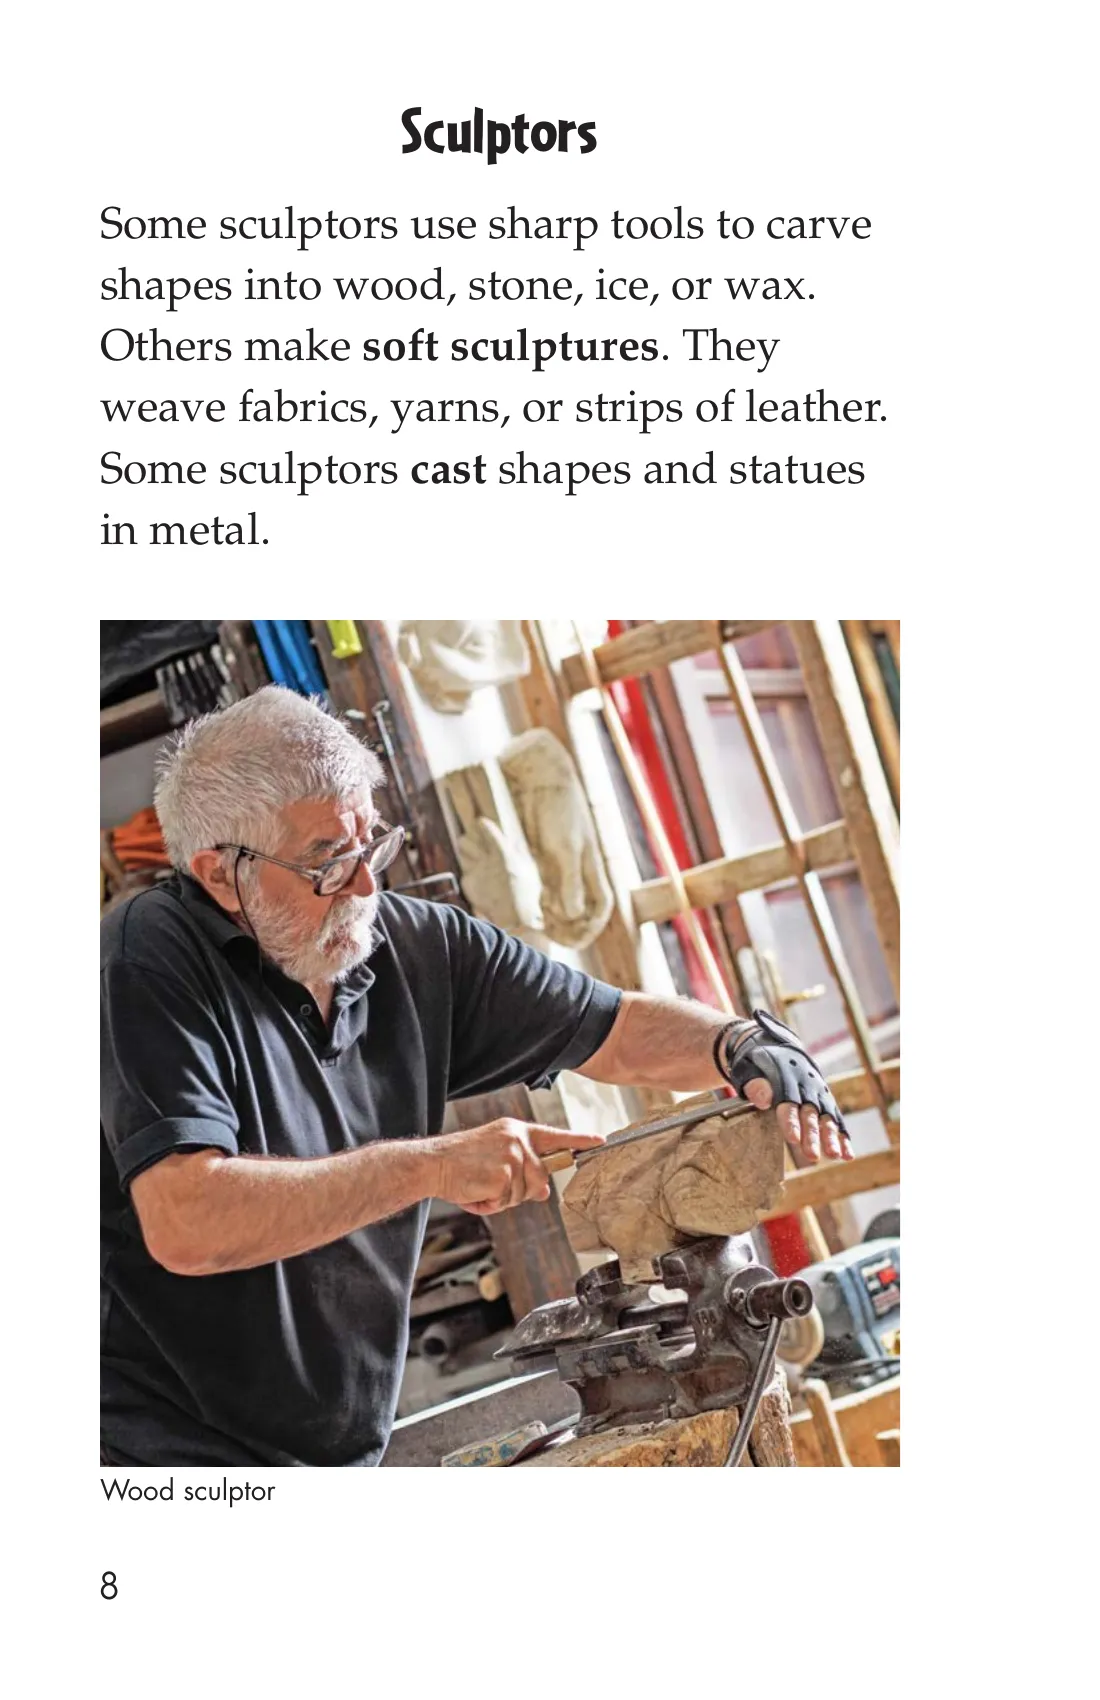 Sculptors
Some sculptors use sharp tools to carve
shapes into wood, stone, ice, or wax.
Others make soft sculptures. They
weave fabrics, yarns, or strips of leather.
Some sculptors cast shapes and statues
in metal.
Wood sculptor
8